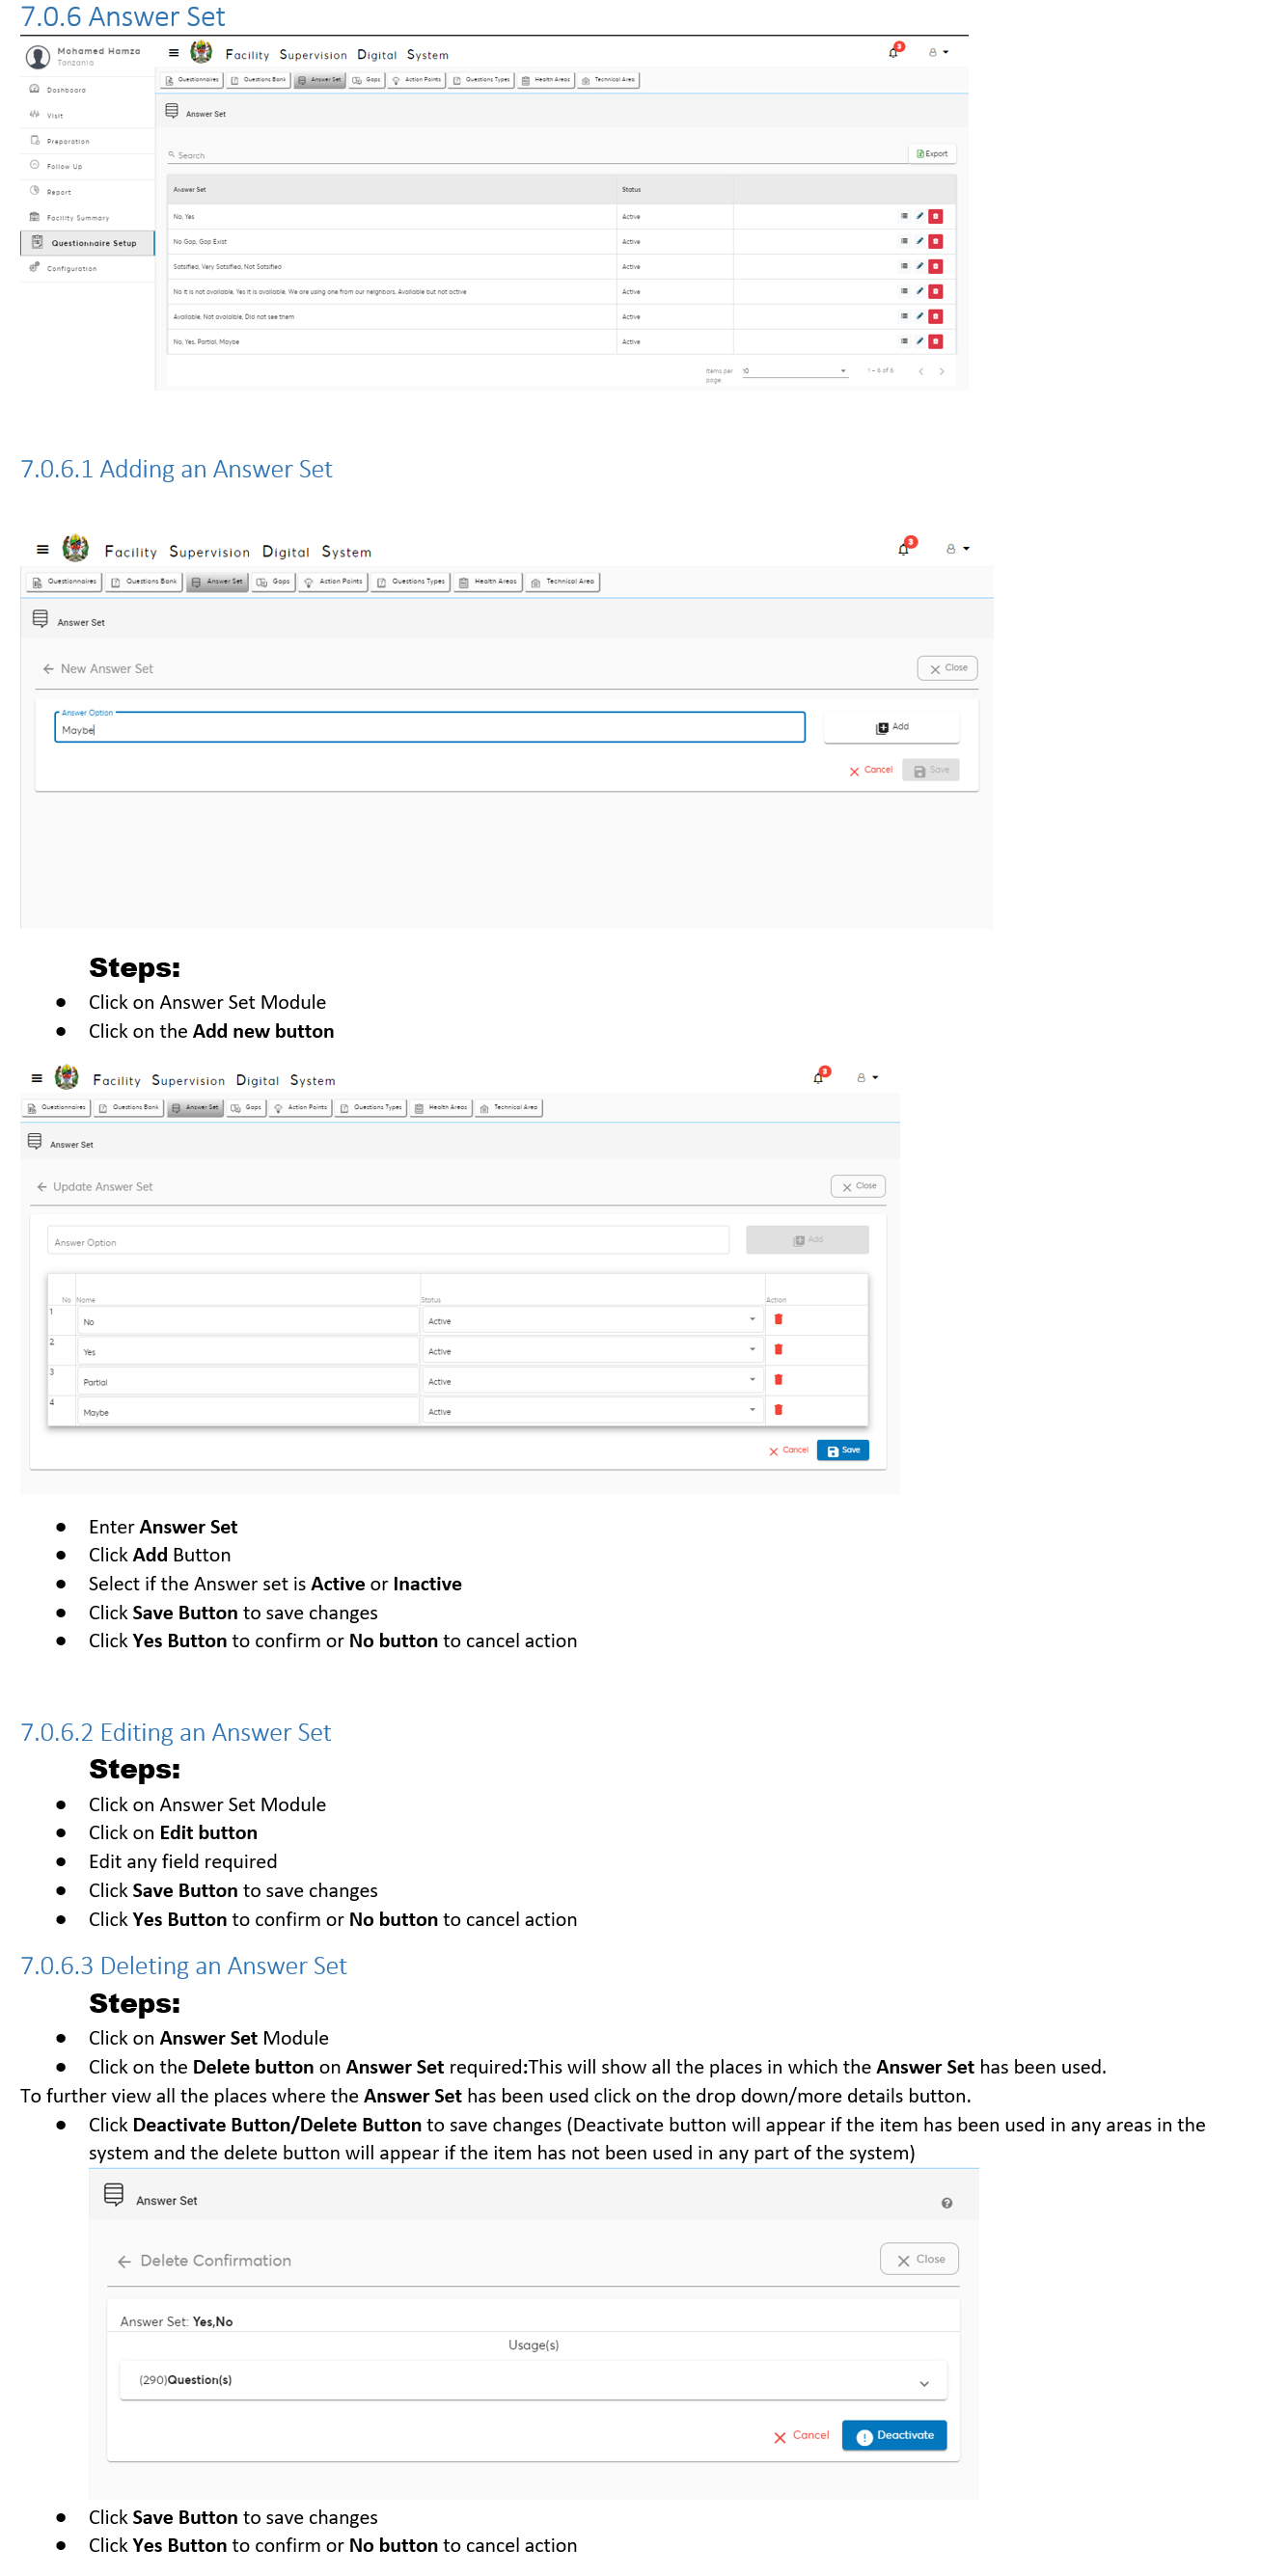 7.0.6 Answer Set
Mohamed Hamza
Tanzania
Facility Supervision Digital System
3
Questionnaires Questions Bank Answer Set Gaps Action Points Questions Types Health Areas Technical Area
Dashboard
Visit
Preparation
Follow Up
Report
Facility Summary
Questionnaire Setup
Configuration
Answer Set
Search
Export
Answer Set Status
No, Yes Active
No Gap, Gap Exist Active
Satsified, Very Satsified, Not Satsified Active
No it is not available, Yes it is available, We are using one from our neighbors, Available but not active Active
Available, Not avalaible, Did not see them Active
No, Yes, Partial, Maybe Active
Items per page 10 1 – 6 of 6
7.0.6.1 Adding an Answer Set
Facility Supervision Digital System
3
Questionnaires Questions Bank Answer Set Gaps Action Points Questions Types Health Areas Technical Area
Answer Set
New Answer Set
Close
Answer Option
Maybe
Add
Cancel Save
Steps:
● Click on Answer Set Module
● Click on the Add new button
Facility Supervision Digital System
3
Questionnaires Questions Bank Answer Set Gaps Action Points Questions Types Health Areas Technical Area
Answer Set
Update Answer Set
Close
Answer Option
Add
No Name Status Action
1 No Active
2 Yes Active
3 Partial Active
4 Maybe Active
Cancel Save
● Enter Answer Set
● Click Add Button
● Select if the Answer set is Active or Inactive
● Click Save Button to save changes
● Click Yes Button to confirm or No button to cancel action
7.0.6.2 Editing an Answer Set
Steps:
● Click on Answer Set Module
● Click on Edit button
● Edit any field required
● Click Save Button to save changes
● Click Yes Button to confirm or No button to cancel action
7.0.6.3 Deleting an Answer Set
Steps:
● Click on Answer Set Module
● Click on the Delete button on Answer Set required:This will show all the places in which the Answer Set has been used.
To further view all the places where the Answer Set has been used click on the drop down/more details button.
● Click Deactivate Button/Delete Button to save changes (Deactivate button will appear if the item has been used in any areas in the
system and the delete button will appear if the item has not been used in any part of the system)
Answer Set
Delete Confirmation
Close
Answer Set: Yes,No
Usage(s)
(290)Question(s)
Cancel Deactivate
● Click Save Button to save changes
● Click Yes Button to confirm or No button to cancel action